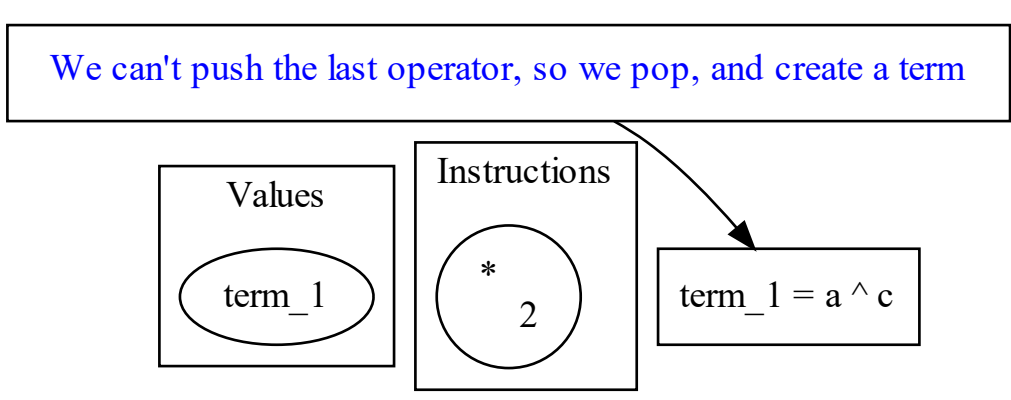 We can't push the last operator, so we pop, and create a term
Values
term_1
Instructions
*
2
term_1 = a ^ c